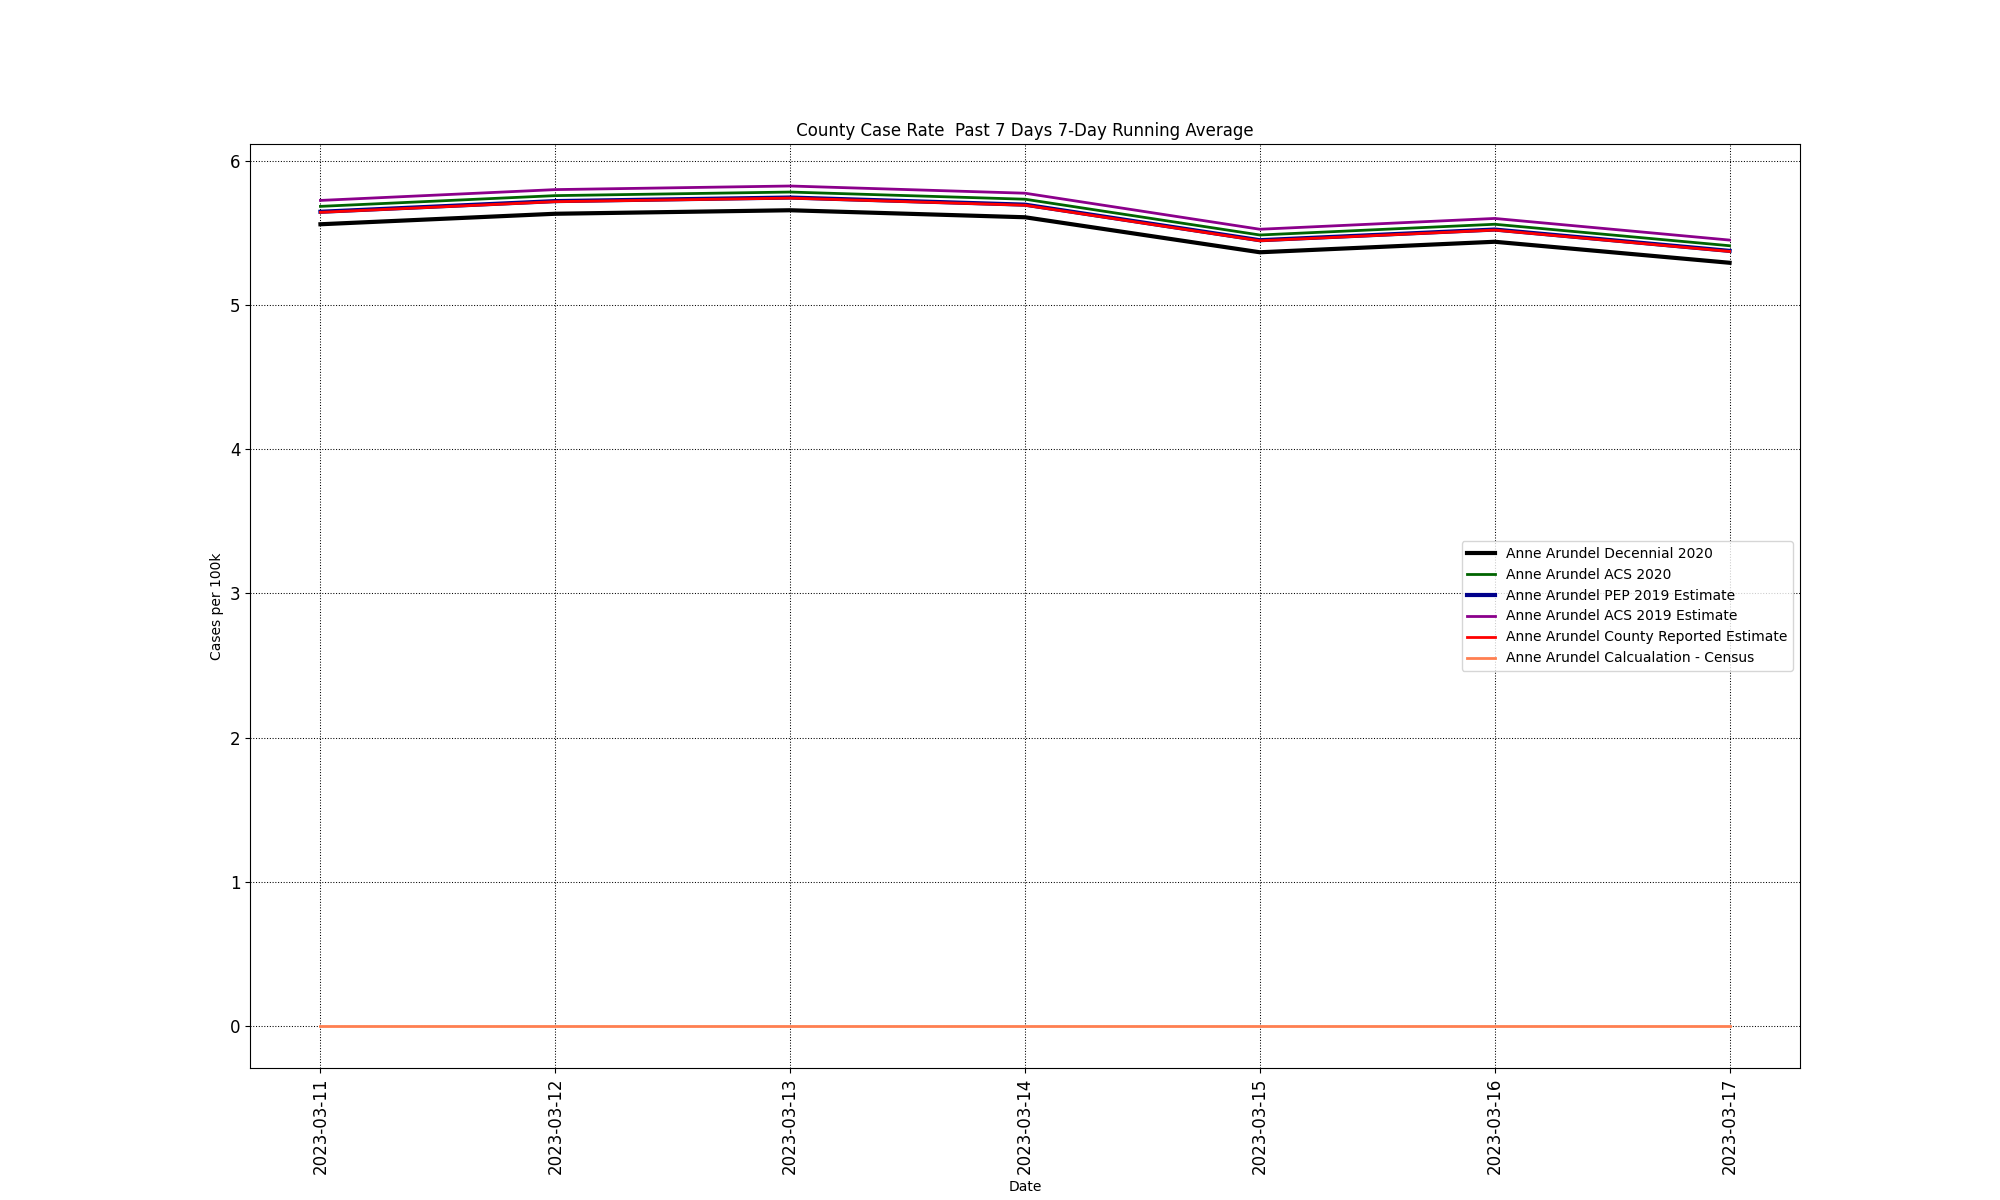 County Case Rate  Past 7 Days 7-Day Running Average
6
5
4
3
2
1
0
Cases per 100k
Anne Arundel Decennial 2020
Anne Arundel ACS 2020
Anne Arundel PEP 2019 Estimate
Anne Arundel ACS 2019 Estimate
Anne Arundel County Reported Estimate
Anne Arundel Calcualation - Census
2023-03-11
2023-03-12
2023-03-13
2023-03-14
2023-03-15
2023-03-16
2023-03-17
Date